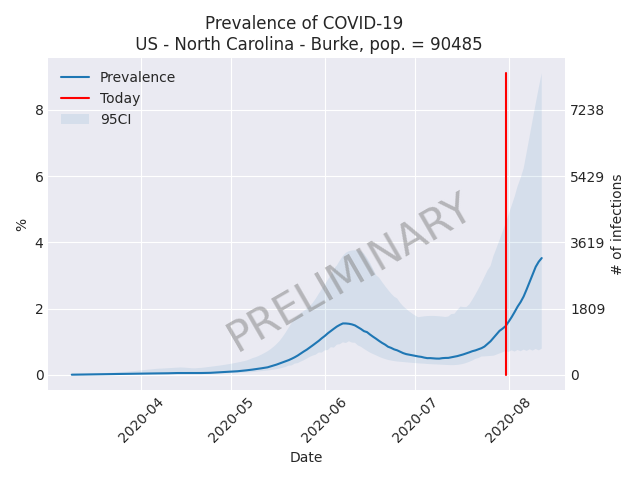 Prevalence of COVID-19
US - North Carolina - Burke, pop. = 90485
Prevalence
Today
95CI
PRELIMINARY
%
8
6
4
2
0
7238
5429
3619
1809
0
# of infections
2020-04
2020-05
2020-06
2020-07
2020-08
Date